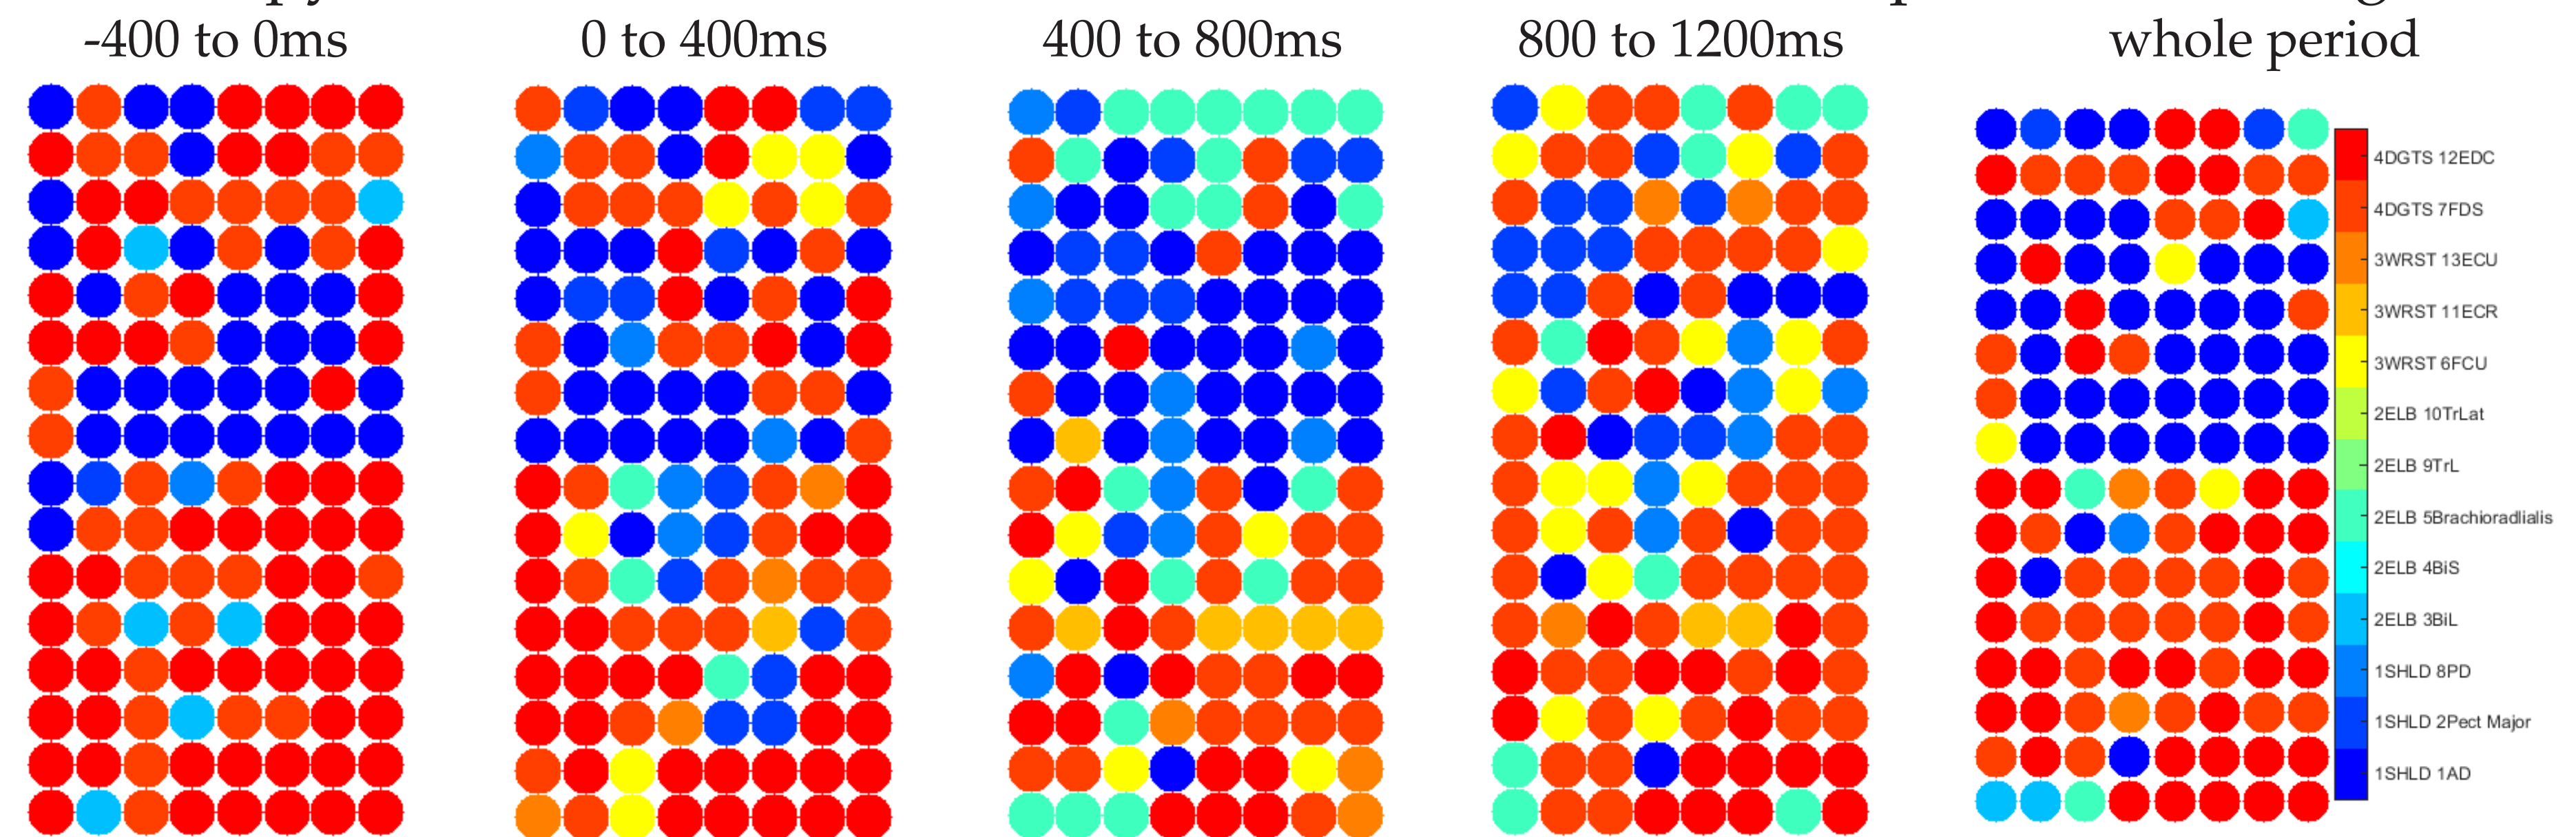 -400 to 0ms
0 to 400ms
400 to 800ms
800 to 1200ms
whole period
4DGTS 12EDC
4DGTS 7FDS
3WRST 13ECU
3WRST 11ECR
3WRST 6FCU
2ELB 10TrLat
2ELB 9TrL
2ELB 5Brachioradlialis
2ELB 4BiS
2ELB 3BiL
1SHLD 8PD
1SHLD 2Pect Major
1SHLD 1AD